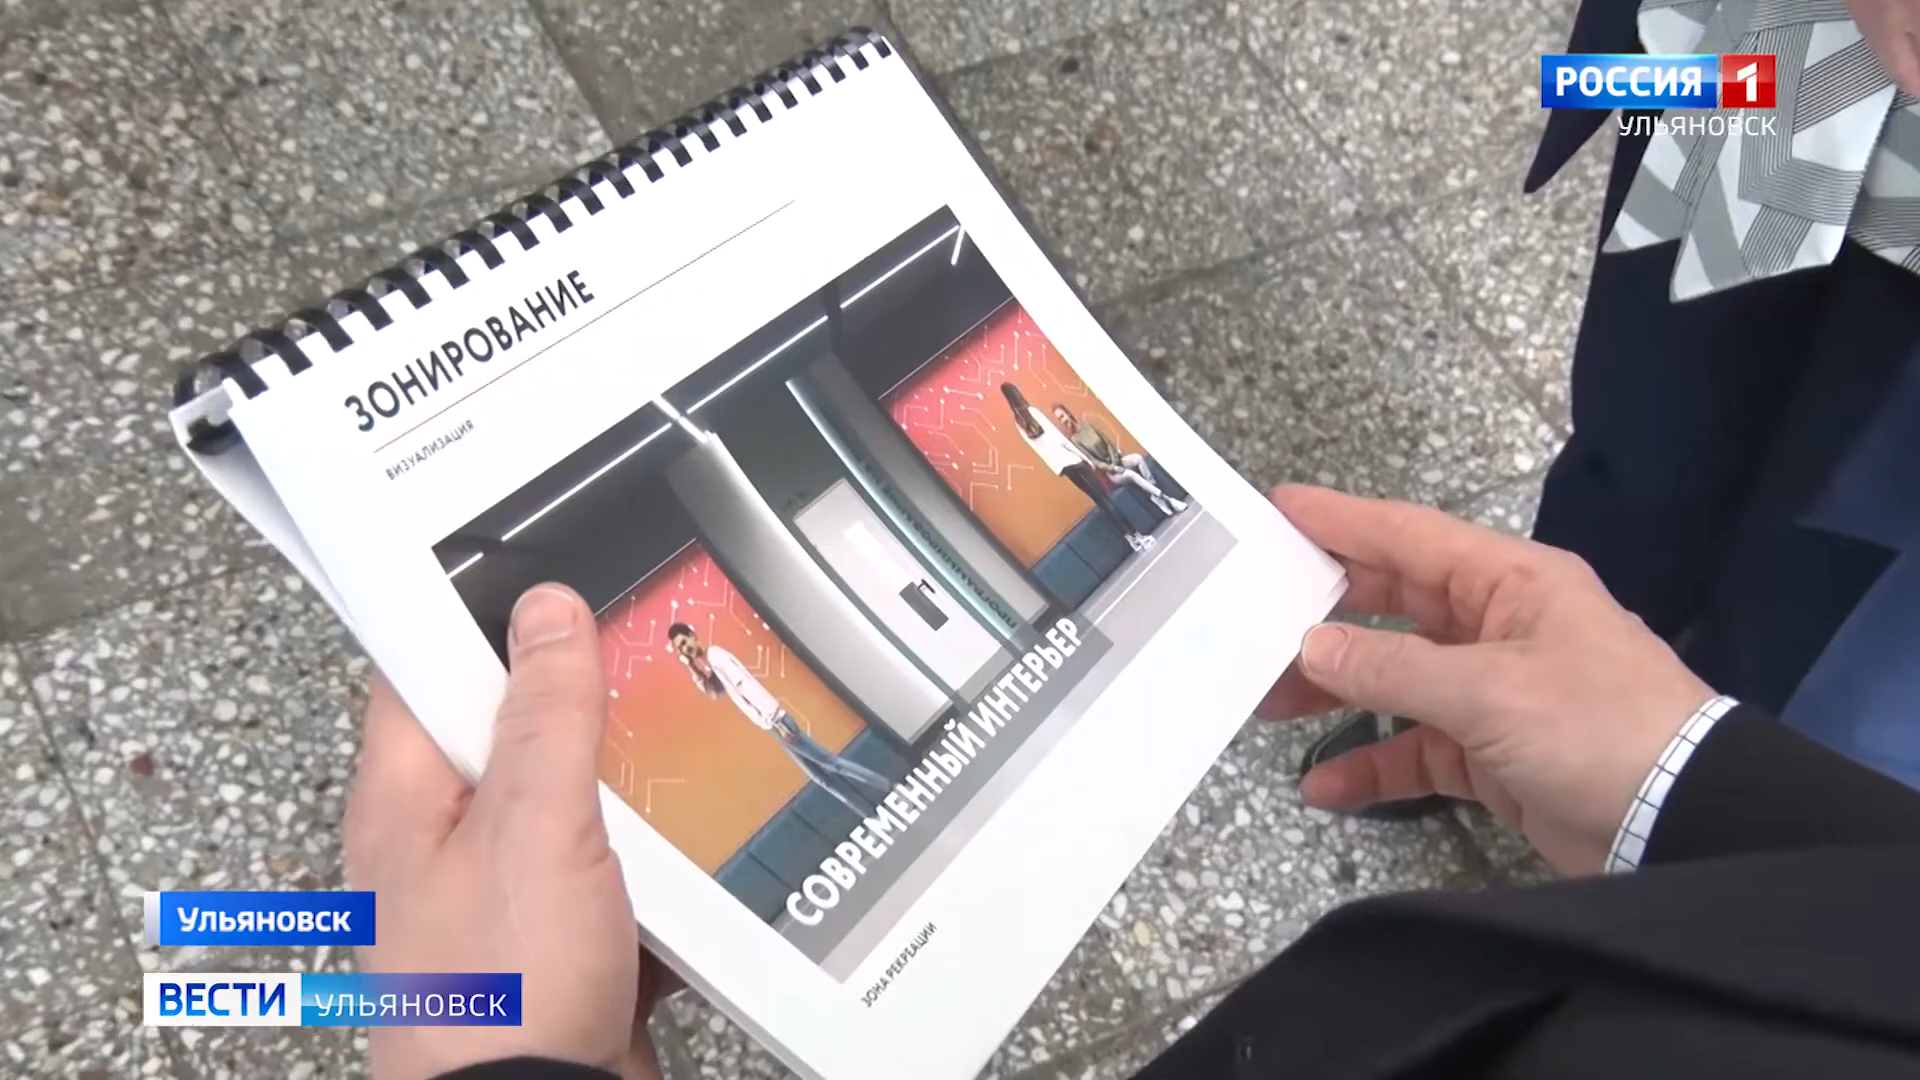 РОССИЯ 1
УЛЬЯНОВСК
ЗОНИРОВАНИЕ
ВИЗУАЛИЗАЦИЯ
СОВРЕМЕННЫЙ ИНТЕРЬЕР
ЗОНА РЕКРЕАЦИИ
Ульяновск
ВЕСТИ УЛЬЯНОВСК